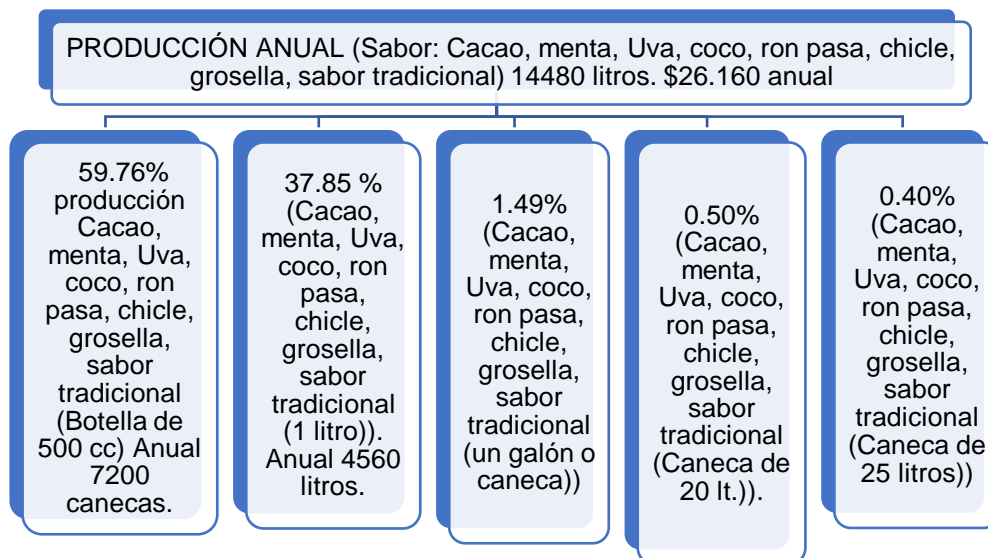 PRODUCCIÓN ANUAL (Sabor: Cacao, menta, Uva, coco, ron pasa, chicle,
grosella, sabor tradicional) 14480 litros. $26.160 anual
59.76%
producción
Cacao,
menta, Uva,
coco, ron
pasa, chicle,
grosella,
sabor
tradicional
(Botella de
500 cc) Anual
7200
canecas.
37.85 %
(Cacao,
menta, Uva,
coco, ron
pasa,
chicle,
grosella,
sabor
tradicional
(1 litro)).
Anual 4560
litros.
1.49%
(Cacao,
menta,
Uva, coco,
ron pasa,
chicle,
grosella,
sabor
tradicional
(un galón o
caneca))
0.50%
(Cacao,
menta,
Uva, coco,
ron pasa,
chicle,
grosella,
sabor
tradicional
(Caneca de
20 lt.)).
0.40%
(Cacao,
menta,
Uva, coco,
ron pasa,
chicle,
grosella,
sabor
tradicional
(Caneca de
25 litros))